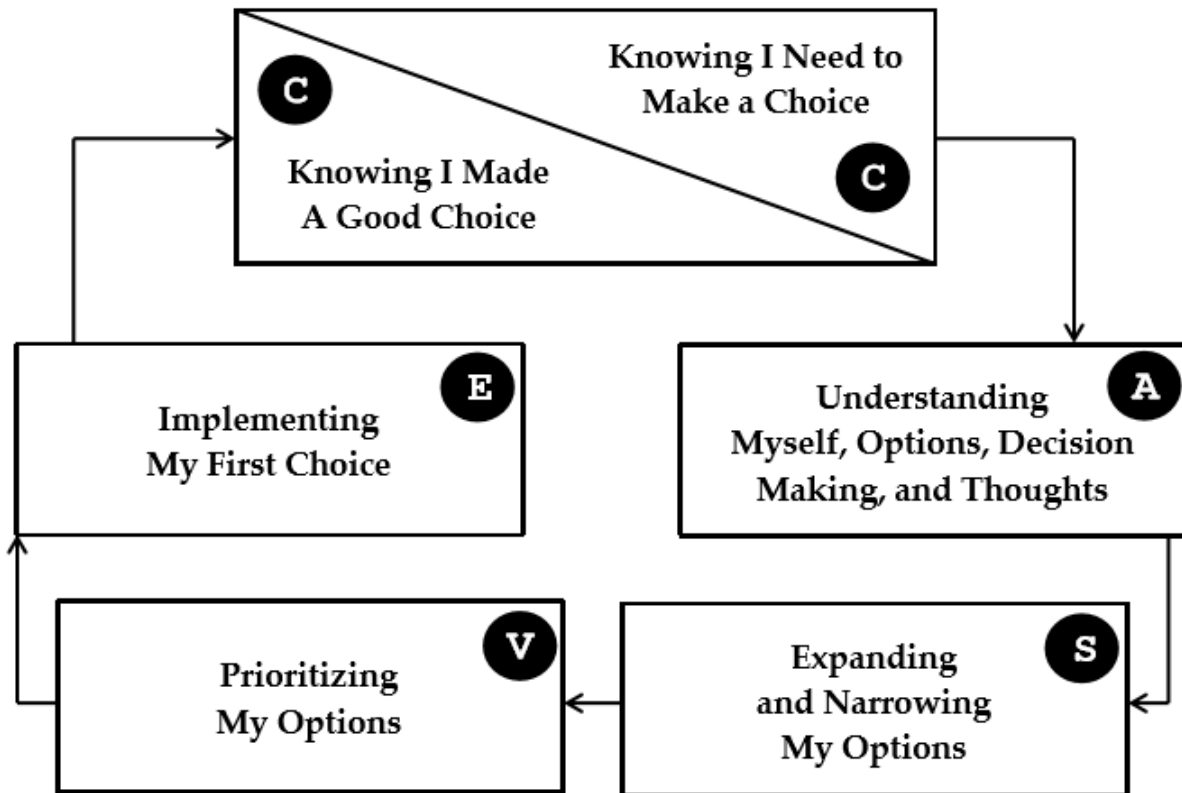 Knowing I Need to
Make a Choice
C
C
Knowing I Made
A Good Choice
A
Understanding
Myself, Options, Decision
Making, and Thoughts
S
Expanding
and Narrowing
My Options
V
Prioritizing
My Options
E
Implementing
My First Choice